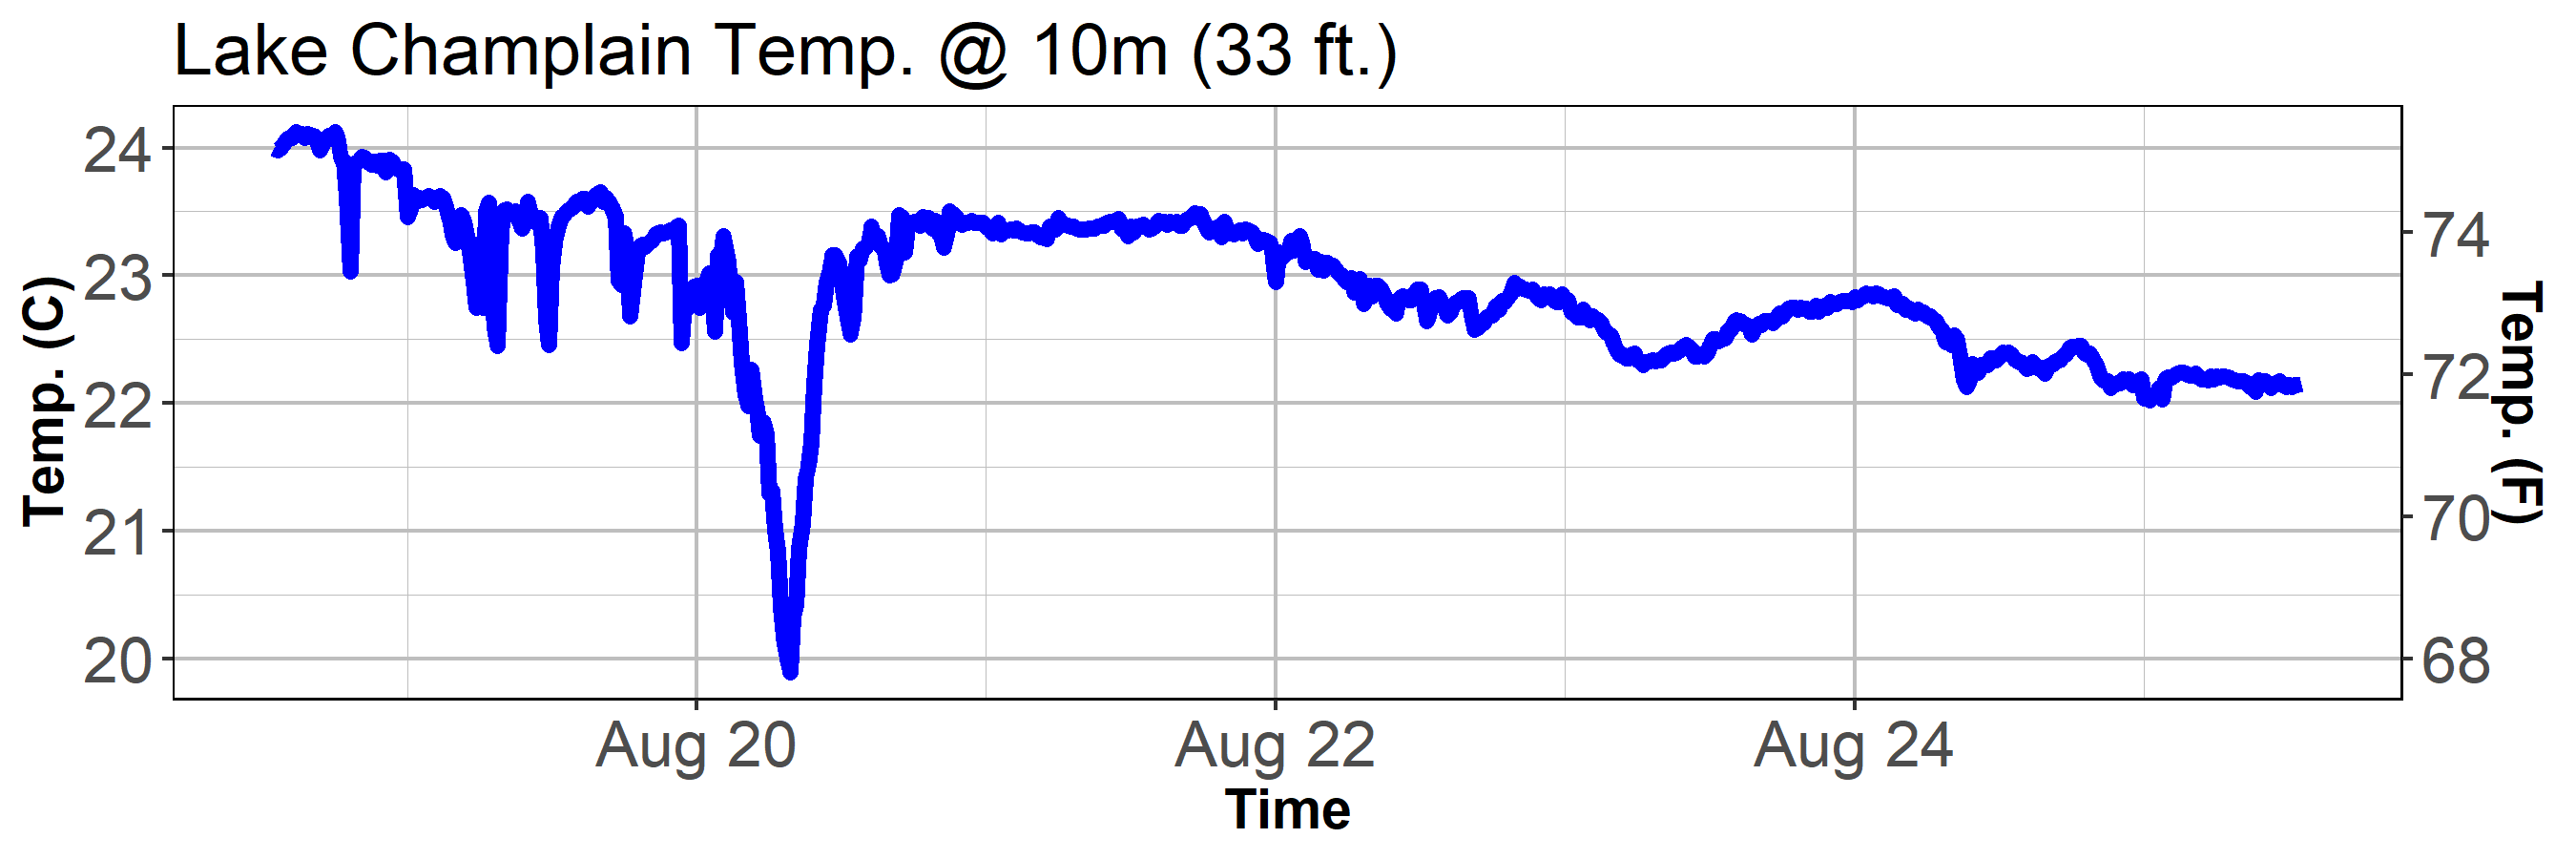 Lake Champlain Temp. @ 10m (33 ft.)
Temp. (C)
24
23
22
21
20
74
72
70
68
Temp. (F)
Aug 20 Aug 22 Aug 24
Time